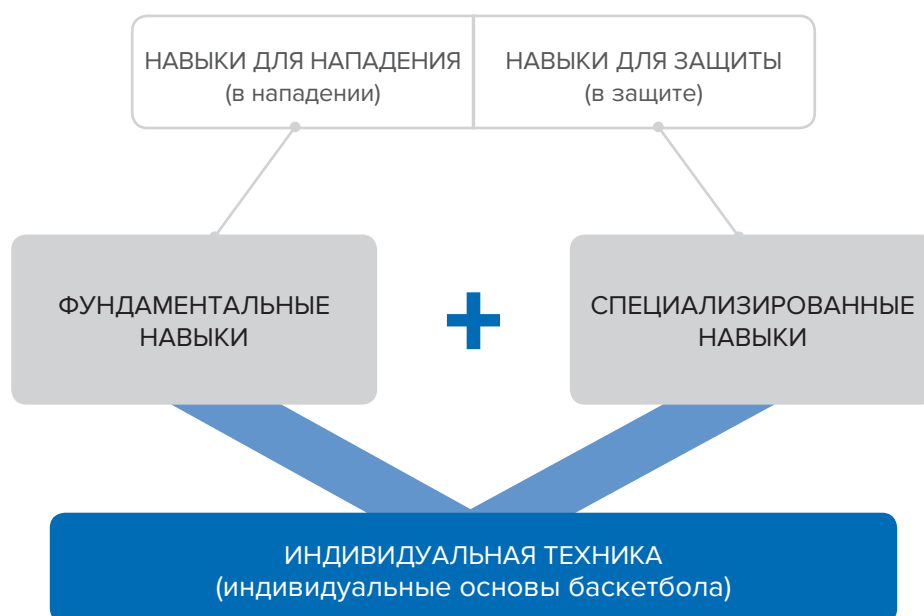 НАВЫКИ ДЛЯ НАПАДЕНИЯ
(в нападении)
НАВЫКИ ДЛЯ ЗАЩИТЫ
(в защите)
ФУНДАМЕНТАЛЬНЫЕ
НАВЫКИ
+
СПЕЦИАЛИЗИРОВАННЫЕ
НАВЫКИ
ИНДИВИДУАЛЬНАЯ ТЕХНИКА
(индивидуальные основы баскетбола)